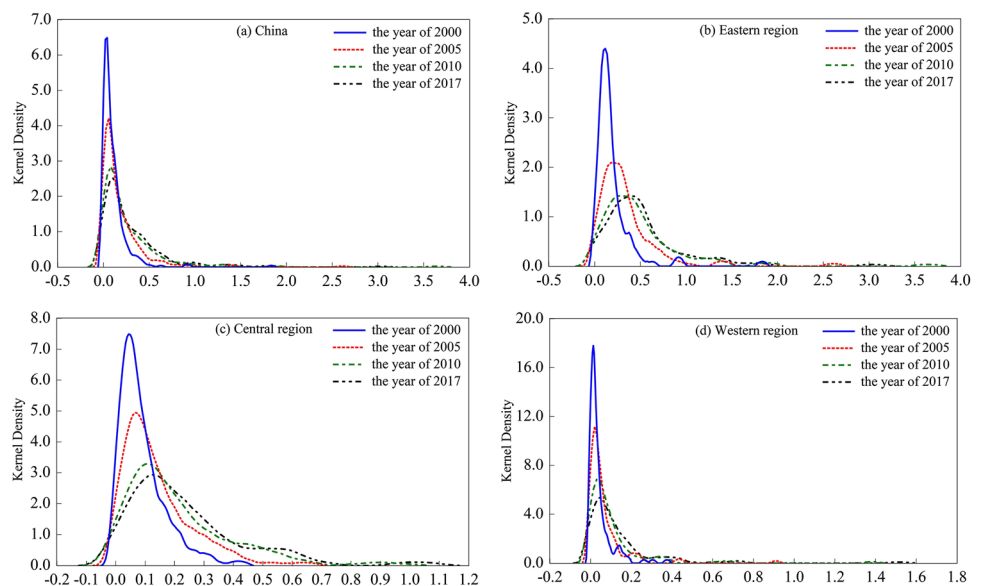 (a) China
the year of 2000
the year of 2005
the year of 2010
the year of 2017
Kernel Density
7.0
6.0
5.0
4.0
3.0
2.0
1.0
0.0
-0.5 0.0 0.5 1.0 1.5 2.0 2.5 3.0 3.5 4.0
(b) Eastern region
the year of 2000
the year of 2005
the year of 2010
the year of 2017
Kernel Density
5.0
4.0
3.0
2.0
1.0
0.0
-0.5 0.0 0.5 1.0 1.5 2.0 2.5 3.0 3.5 4.0
(c) Central region
the year of 2000
the year of 2005
the year of 2010
the year of 2017
Kernel Density
8.0
7.0
6.0
5.0
4.0
3.0
2.0
1.0
0.0
-0.2 -0.1 0.0 0.1 0.2 0.3 0.4 0.5 0.6 0.7 0.8 0.9 1.0 1.1 1.2
(d) Western region
the year of 2000
the year of 2005
the year of 2010
the year of 2017
Kernel Density
20.0
16.0
12.0
8.0
4.0
0.0
-0.2 0.0 0.2 0.4 0.6 0.8 1.0 1.2 1.4 1.6 1.8